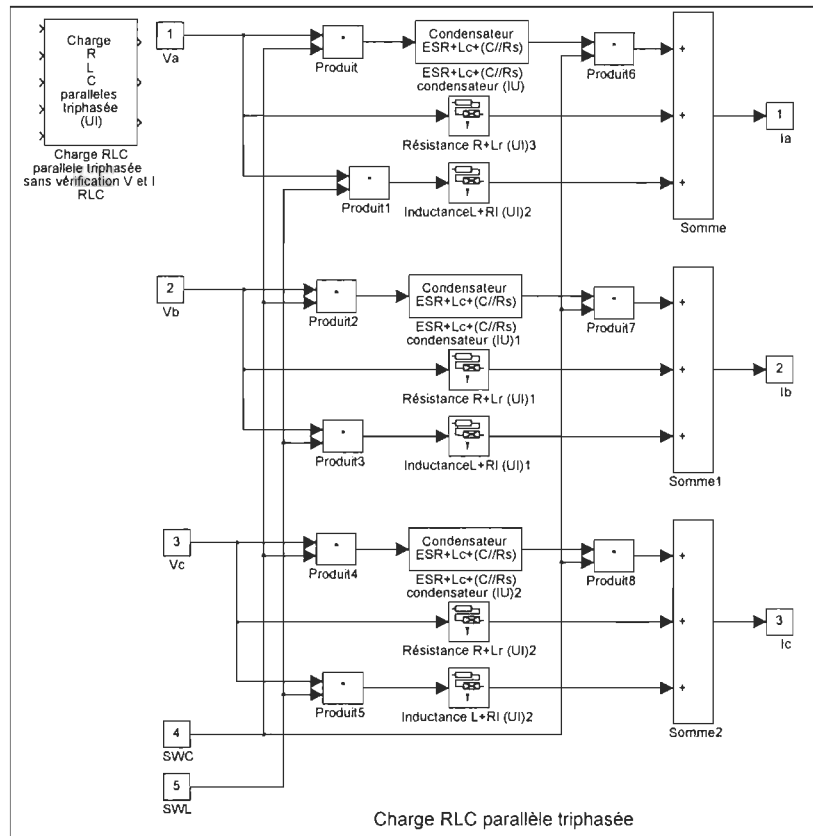 Charge
R
L
C
paralleles
triphasée
(UI)
Charge RLC
parallele triphasée
sans vérification V et I
RLC
1
Va
Produit
Condensateur
ESR+Lc+(C//Rs)
ESR+Lc+(C//Rs)
condensateur (IU)
Produit6
Résistance R+Lr (UI)3
Produit1
InductanceL+RI (UI)2
Somme
1
Ia
2
Vb
Produit2
Condensateur
ESR+Lc+(C//Rs)
ESR+Lc+(C//Rs)
condensateur (IU)1
Produit7
Résistance R+Lr (UI)1
Produit3
InductanceL+RI (UI)1
Somme1
2
Ib
3
Vc
Produit4
Condensateur
ESR+Lc+(C//Rs)
ESR+Lc+(C//Rs)
condensateur (IU)2
Produit8
Résistance R+Lr (UI)2
Produit5
Inductance L+RI (UI)2
Somme2
3
Ic
4
SWC
5
SWL
Charge RLC parallèle triphasée